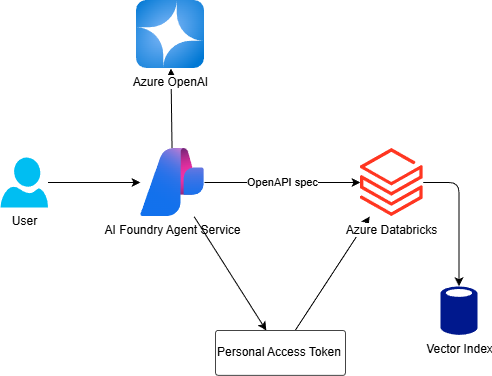 Azure OpenAI
OpenAPI spec
User
AI Foundry Agent Service
Azure Databricks
Personal Access Token
Vector Index